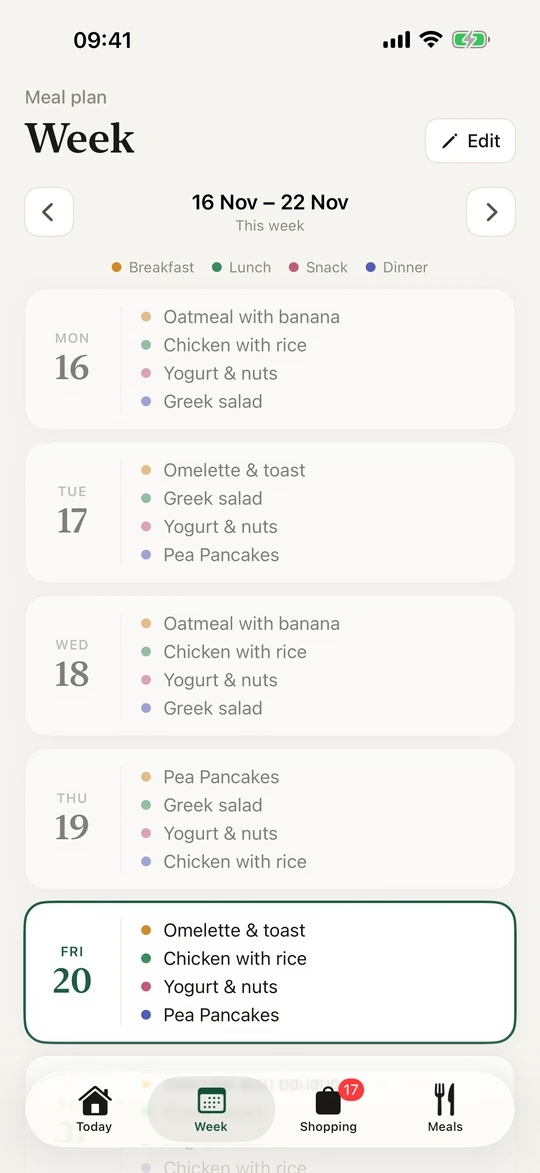 09:41
Meal plan
Week
Edit
16 Nov – 22 Nov
This week
Breakfast Lunch Snack Dinner
MON
16
Oatmeal with banana
Chicken with rice
Yogurt & nuts
Greek salad
TUE
17
Omelette & toast
Greek salad
Yogurt & nuts
Pea Pancakes
WED
18
Oatmeal with banana
Chicken with rice
Yogurt & nuts
Greek salad
THU
19
Pea Pancakes
Greek salad
Yogurt & nuts
Chicken with rice
FRI
20
Omelette & toast
Chicken with rice
Yogurt & nuts
Pea Pancakes
17
Today Week Shopping Meals
Chicken with rice